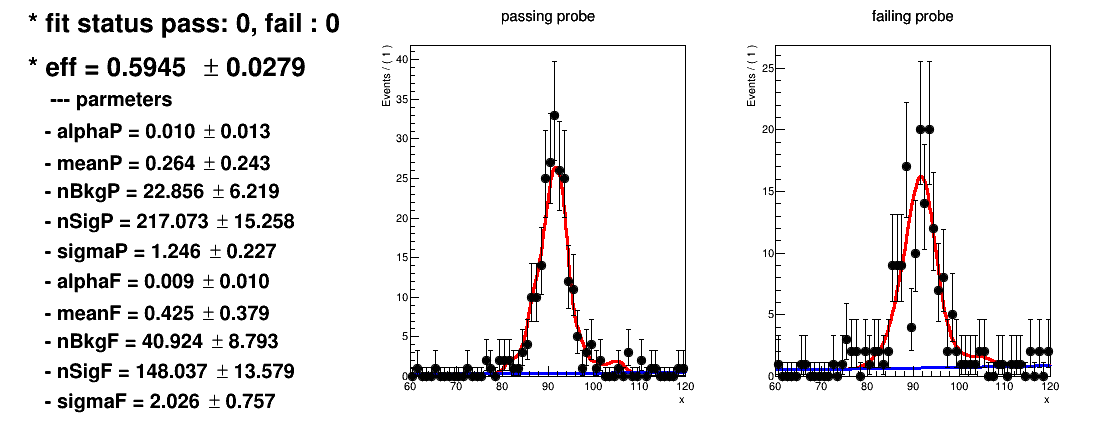 * fit status pass: 0, fail : 0
* eff = 0.5945 ± 0.0279
--- parmeters
- alphaP = 0.010 ± 0.013
- meanP = 0.264 ± 0.243
- nBkgP = 22.856 ± 6.219
- nSigP = 217.073 ± 15.258
- sigmaP = 1.246 ± 0.227
- alphaF = 0.009 ± 0.010
- meanF = 0.425 ± 0.379
- nBkgF = 40.924 ± 8.793
- nSigF = 148.037 ± 13.579
- sigmaF = 2.026 ± 0.757
passing probe
Events / ( 1 )
40
35
30
25
20
15
10
5
0
60 70 80 90 100 110 120
x
failing probe
Events / ( 1 )
25
20
15
10
5
0
60 70 80 90 100 110 120
x